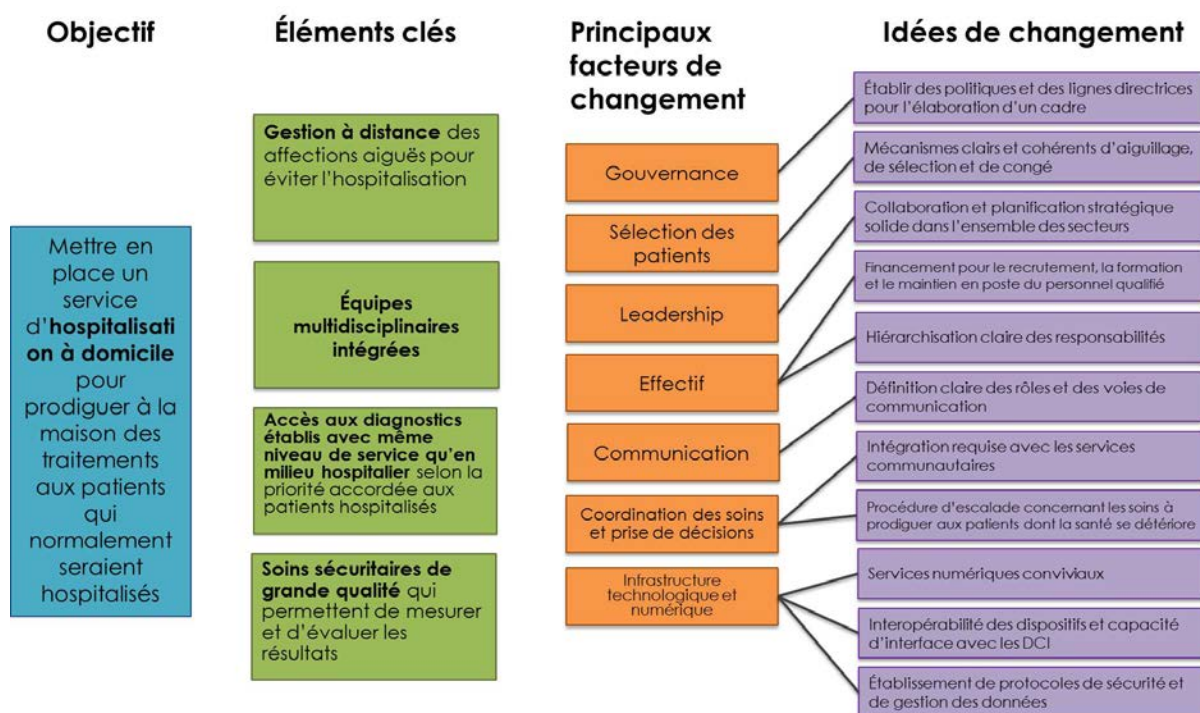 Objectif
Mettre en
place un
service
d'hospitalisati
on à domicile
pour
prodiguer à la
maison des
traitements
aux patients
qui
normalement
seraient
hospitalisés
Éléments clés
Gestion à distance des
affections aiguës pour
éviter l'hospitalisation
Équipes
multidisciplinaires
intégrées
Accès aux diagnostics
établis avec même
niveau de service qu'en
milieu hospitalier selon la
priorité accordée aux
patients hospitalisés
Soins sécuritaires de
grande qualité qui
permettent de mesurer
et d'évaluer les
résultats
Principaux
facteurs de
changement
Gouvernance
Sélection des
patients
Leadership
Effectif
Communication
Coordination des soins
et prise de décisions
Infrastructure
technologique et
numérique
Idées de changement
Établir des politiques et des lignes directrices
pour l'élaboration d'un cadre
Mécanismes clairs et cohérents d'aiguillage,
de sélection et de congé
Collaboration et planification stratégique
solide dans l'ensemble des secteurs
Financement pour le recrutement, la formation
et le maintien en poste du personnel qualifié
Hiérarchisation claire des responsabilités
Définition claire des rôles et des voies de
communication
Intégration requise avec les services
communautaires
Procédure d'escalade concernant les soins à
prodiguer aux patients dont la santé se détériore
Services numériques conviviaux
Interopérabilité des dispositifs et capacité
d'interface avec les DCI
Établissement de protocoles de sécurité et
de gestion des données